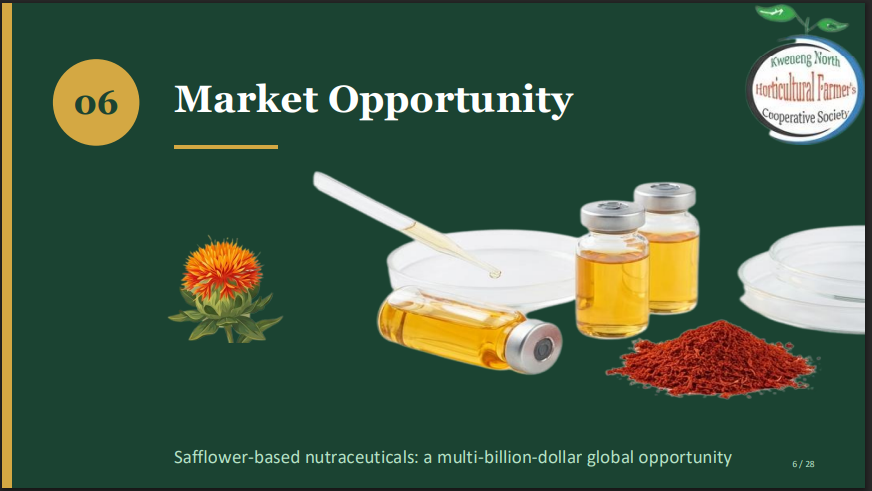 06
Market Opportunity
Kweneng North
Horticultural Farmer's
Cooperative Society
Safflower-based nutraceuticals: a multi-billion-dollar global opportunity
6 / 28